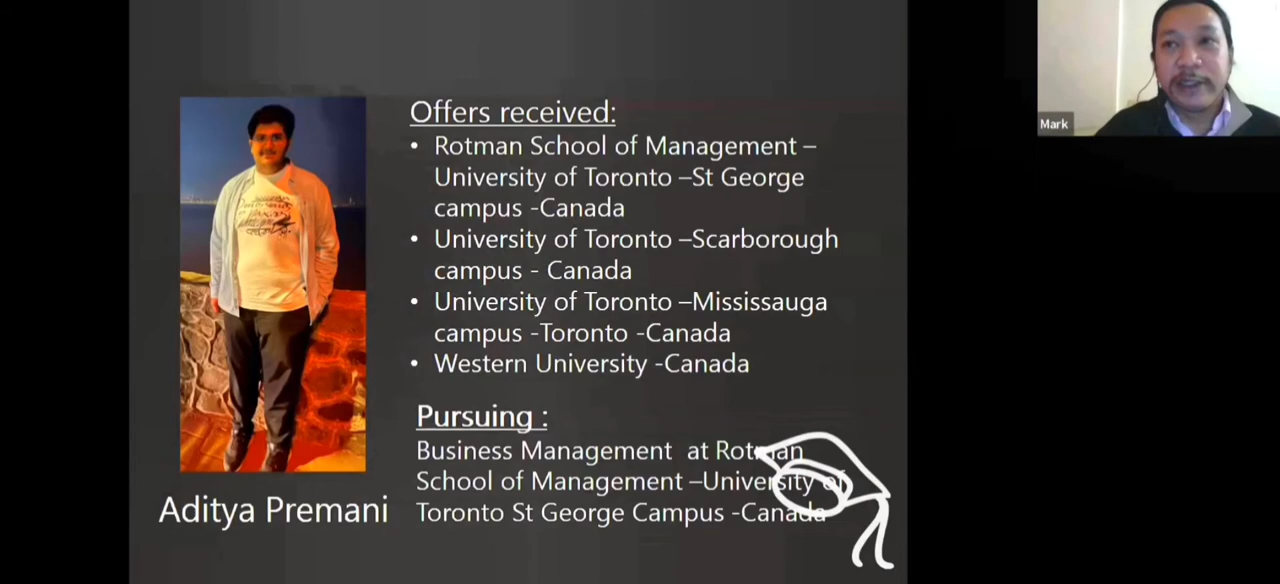 Offers received:
• Rotman School of Management –
University of Toronto –St George
campus -Canada
• University of Toronto –Scarborough
campus - Canada
• University of Toronto –Mississauga
campus -Toronto -Canada
• Western University -Canada
Pursuing :
Business Management at Rotman
School of Management –University of
Toronto St George Campus -Canada
Aditya Premani
Mark